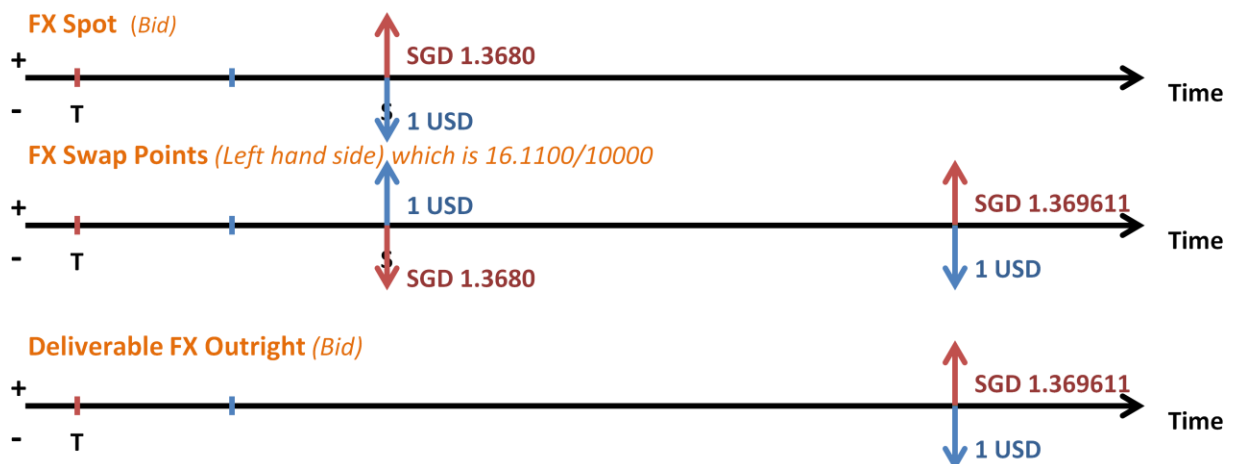 FX Spot (Bid)
+
SGD 1.3680
Time
- T S
1 USD
FX Swap Points (Left hand side) which is 16.1100/10000
+
1 USD
SGD 1.369611
Time
- T S
1 USD
SGD 1.3680
Deliverable FX Outright (Bid)
+
SGD 1.369611
Time
- T
1 USD